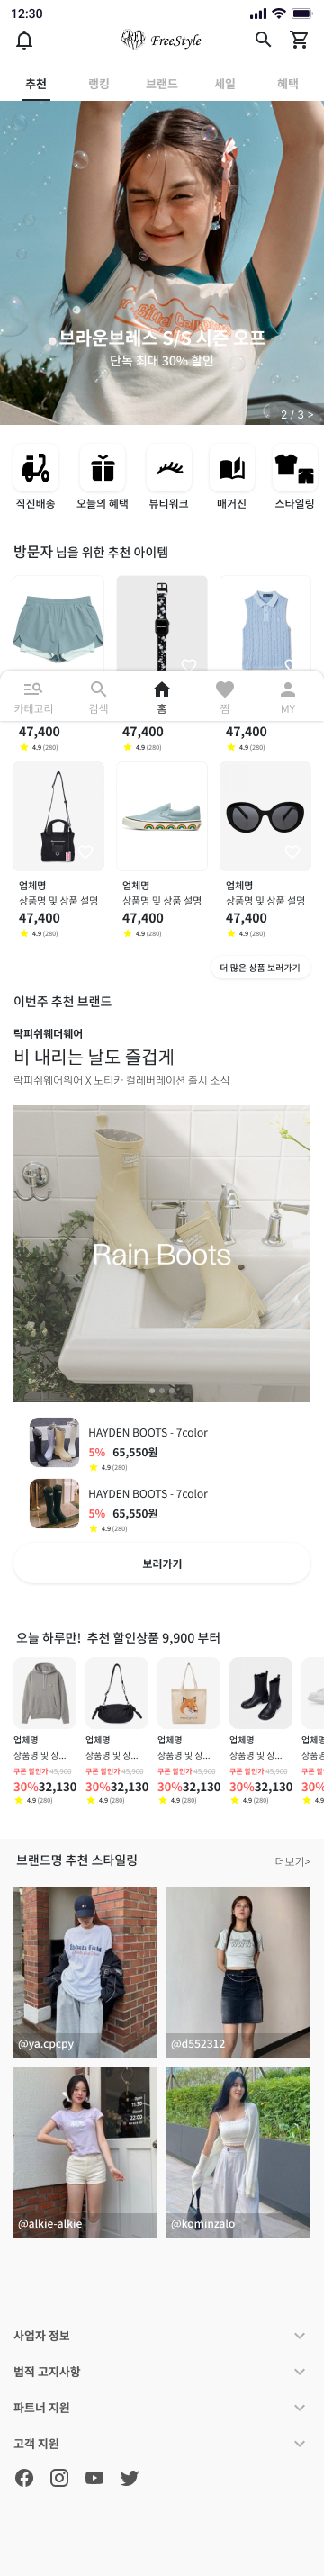 12:30
FreeStyle
추천 랭킹 브랜드 세일 혜택
브라운브레스 S/S 시즌 오프
단독 최대 30% 할인
2 / 3 >
직진배송 오늘의 혜택 뷰티워크 매거진 스타일링
방문자 님을 위한 추천 아이템
카테고리 검색 홈 찜 MY
47,400 47,400 47,400
4.9 (280) 4.9 (280) 4.9 (280)
업체명 업체명 업체명
상품명 및 상품 설명 상품명 및 상품 설명 상품명 및 상품 설명
47,400 47,400 47,400
4.9 (280) 4.9 (280) 4.9 (280)
더 많은 상품 보러가기
이번주 추천 브랜드
락피쉬웨더웨어
비 내리는 날도 즐겁게
락피쉬웨어워어 X 노티카 컬레버레이션 출시 소식
Rain Boots
HAYDEN BOOTS - 7color
5% 65,550원
4.9 (280)
HAYDEN BOOTS - 7color
5% 65,550원
4.9 (280)
보러가기
오늘 하루만! 추천 할인상품 9,900 부터
업체명 업체명 업체명 업체명 업체명
상품명 및 상... 상품명 및 상... 상품명 및 상... 상품명 및 상... 상품명
쿠폰 할인가 45,900 쿠폰 할인가 45,900 쿠폰 할인가 45,900 쿠폰 할인가 45,900 쿠폰 할
30%32,130 30%32,130 30%32,130 30%32,130 30%
4.9 (280) 4.9 (280) 4.9 (280) 4.9 (280) 4.9
브랜드명 추천 스타일링 더보기>
@ya.cpcpy @d552312
@alkie-alkie @kominzalo
사업자 정보
법적 고지사항
파트너 지원
고객 지원